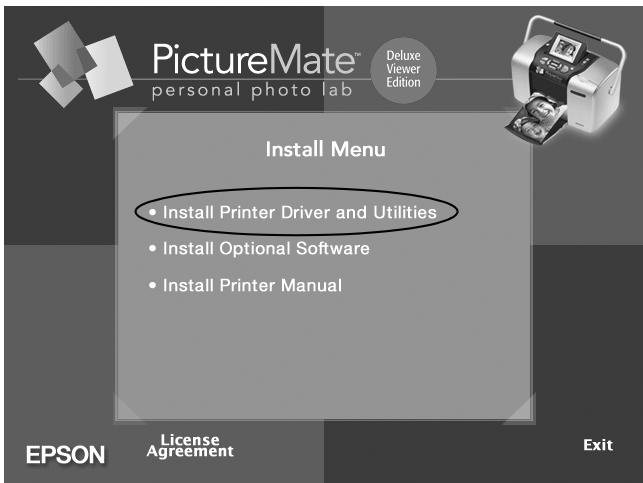 PictureMate™
personal photo lab
Deluxe
Viewer
Edition
Install Menu
• Install Printer Driver and Utilities
• Install Optional Software
• Install Printer Manual
EPSON
License
Agreement
Exit